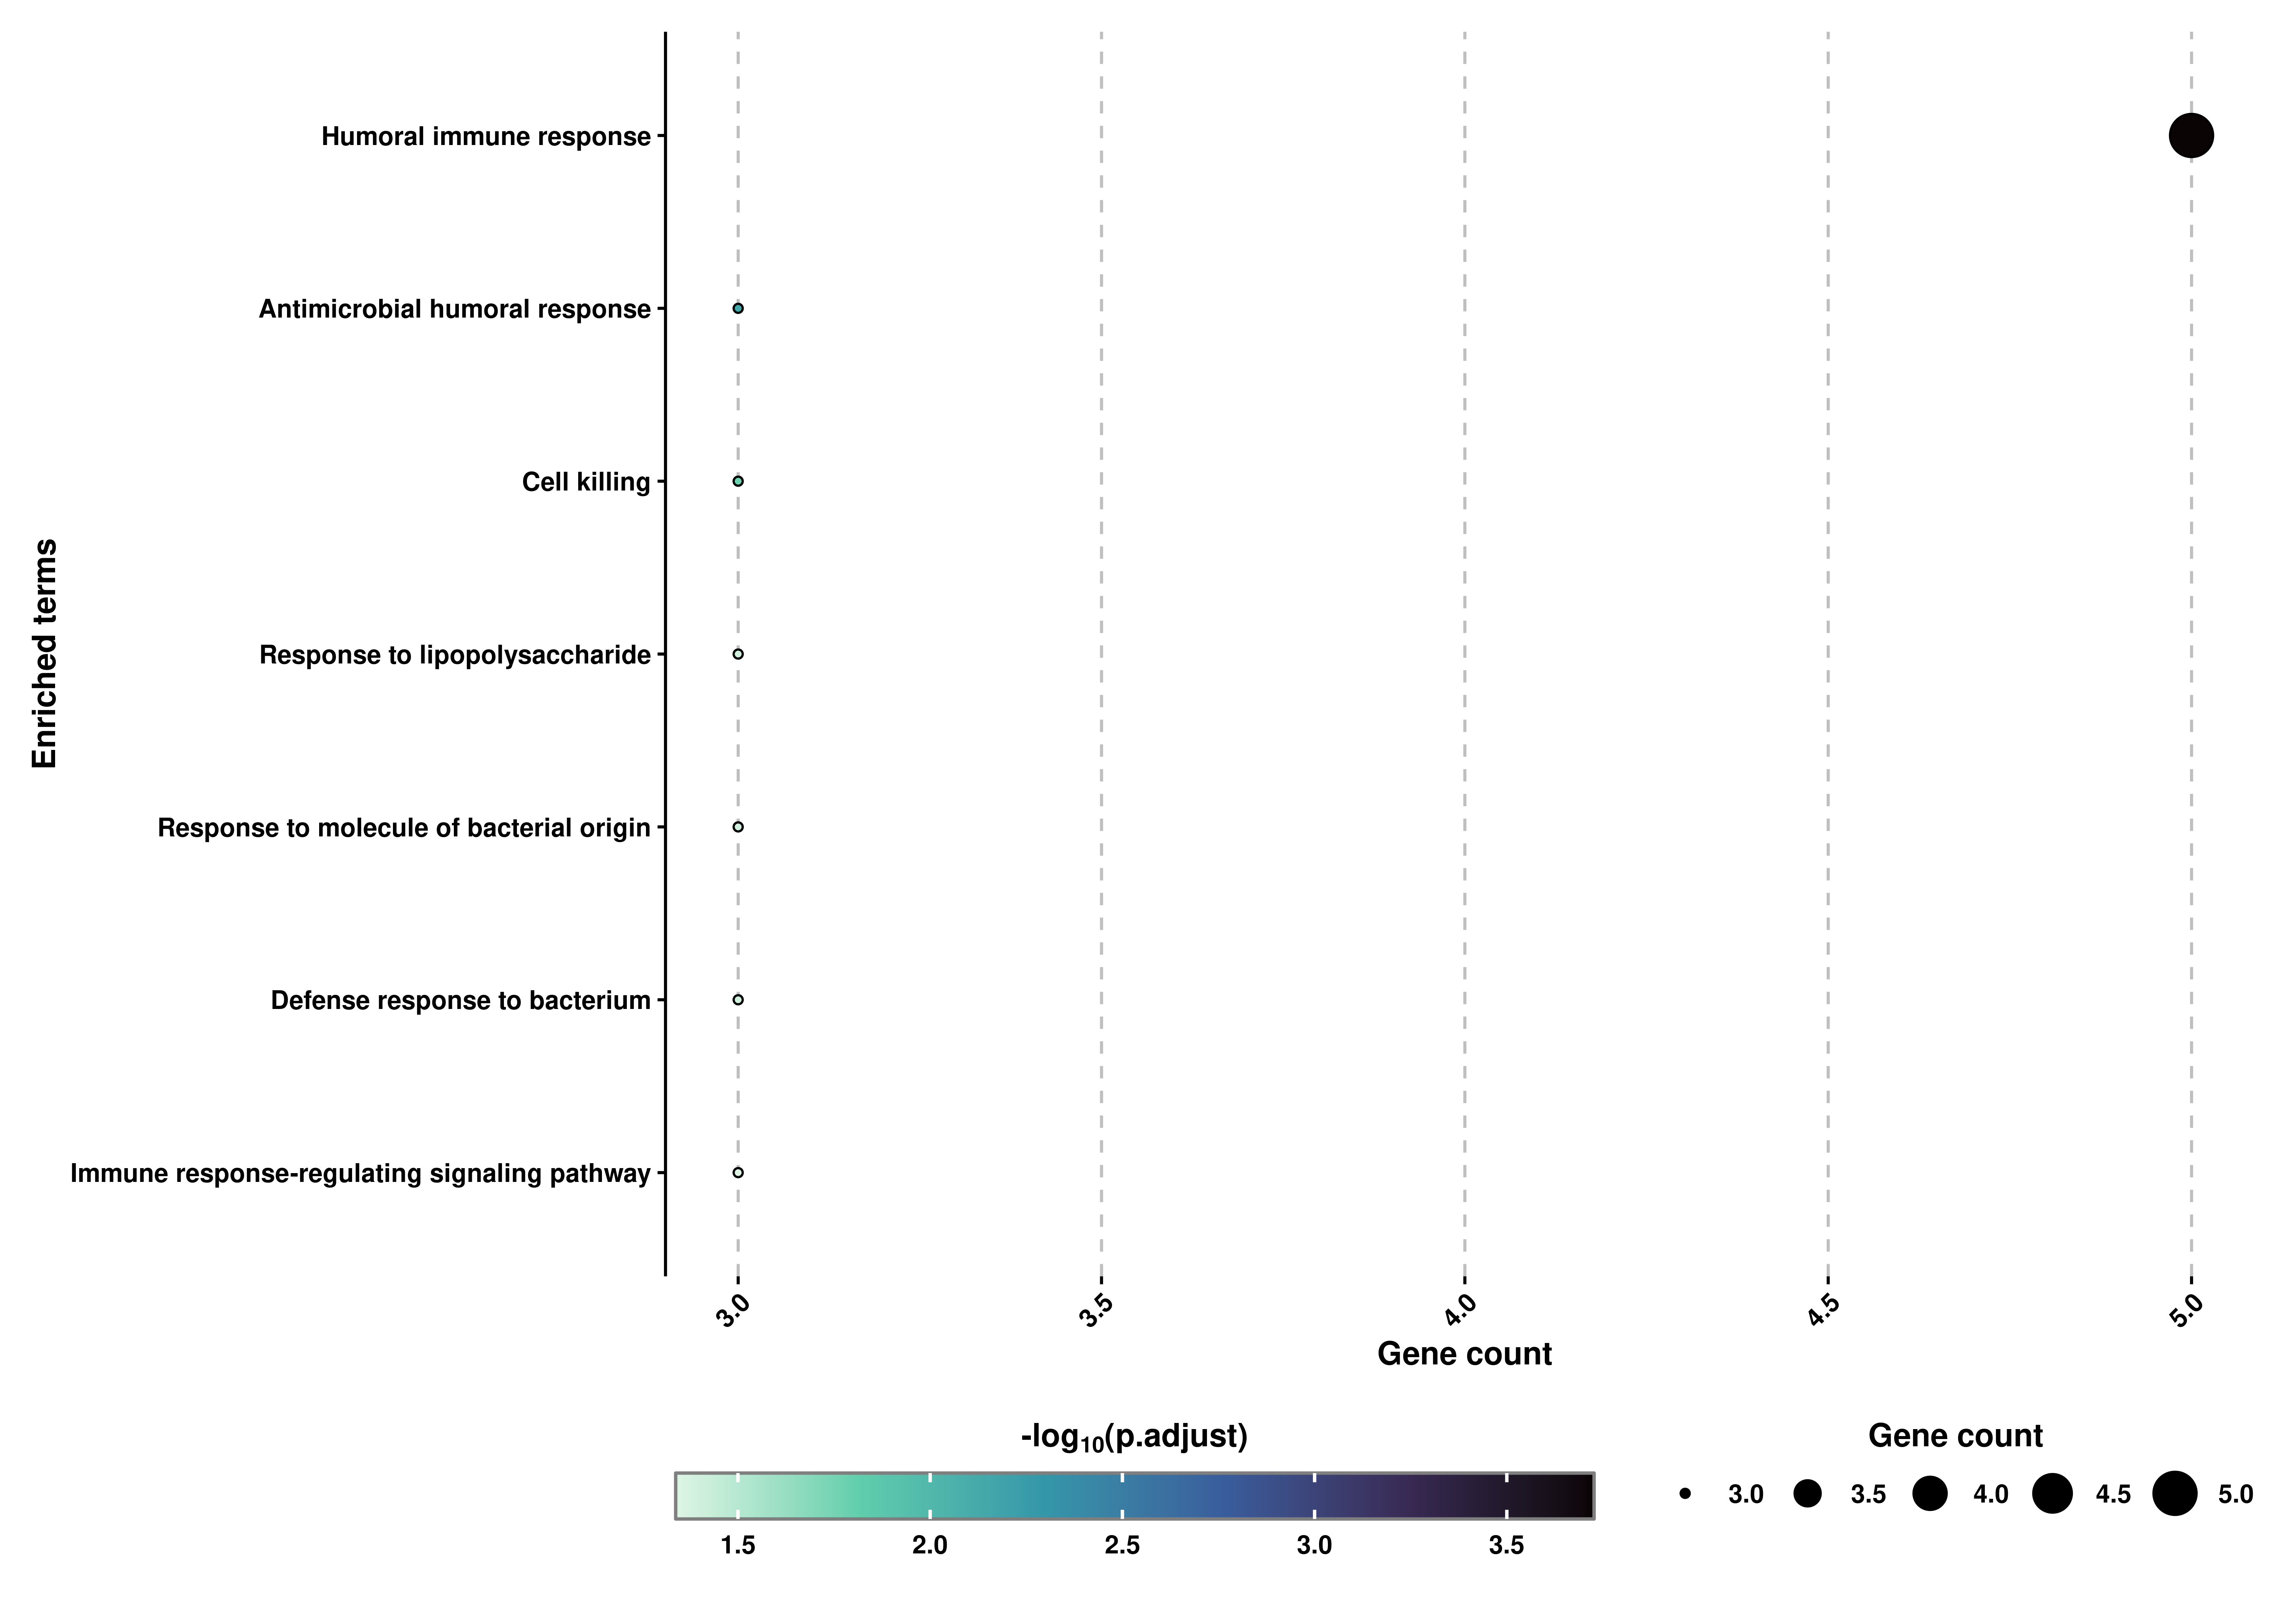 Humoral immune response
Antimicrobial humoral response
Cell killing
Response to lipopolysaccharide
Response to molecule of bacterial origin
Defense response to bacterium
Immune response-regulating signaling pathway
Enriched terms
3.0 3.5 4.0 4.5 5.0
Gene count
-log10(p.adjust)
1.5 2.0 2.5 3.0 3.5
Gene count
3.0 3.5 4.0 4.5 5.0